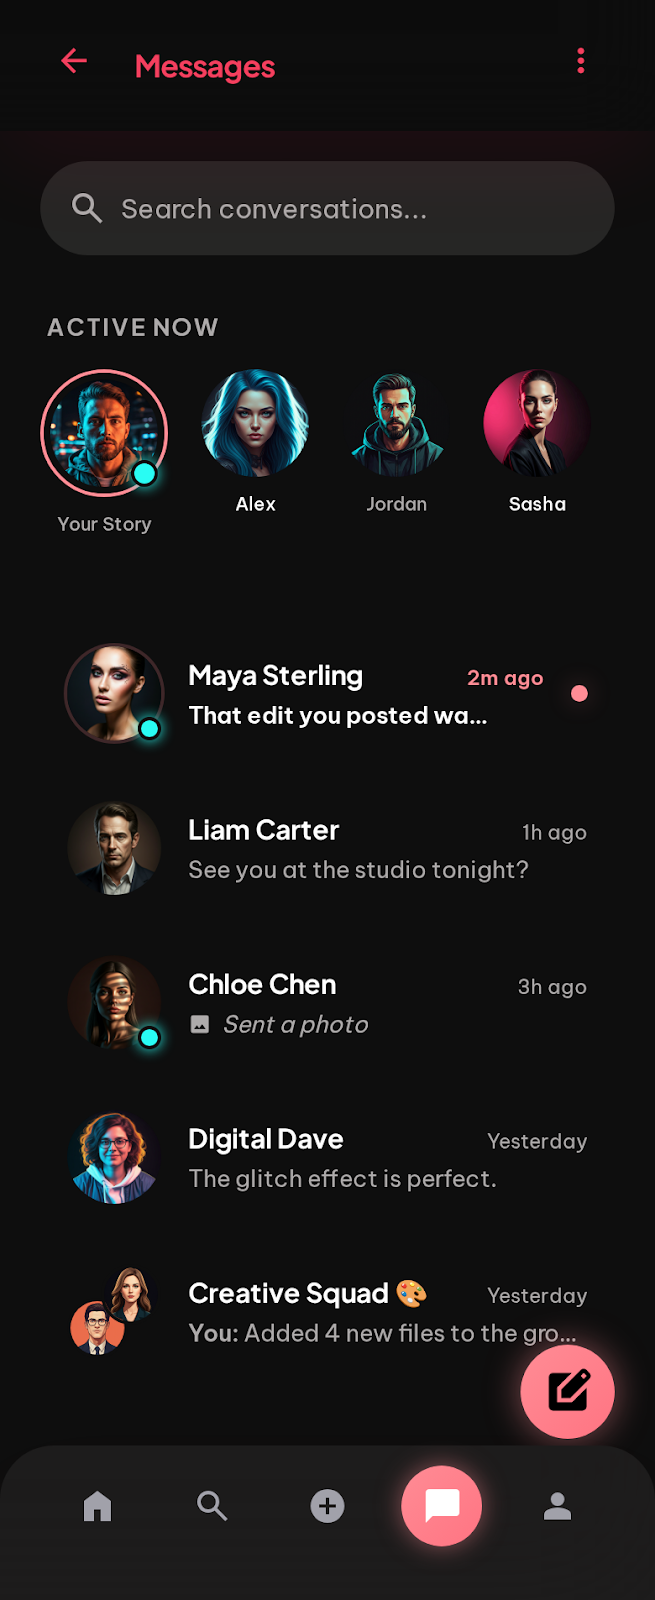 Messages
Search conversations...
ACTIVE NOW
Your Story
Alex
Jordan
Sasha
Maya Sterling
2m ago
That edit you posted wa...
Liam Carter
1h ago
See you at the studio tonight?
Chloe Chen
3h ago
Sent a photo
Digital Dave
Yesterday
The glitch effect is perfect.
Creative Squad 🎨
Yesterday
You: Added 4 new files to the gro...